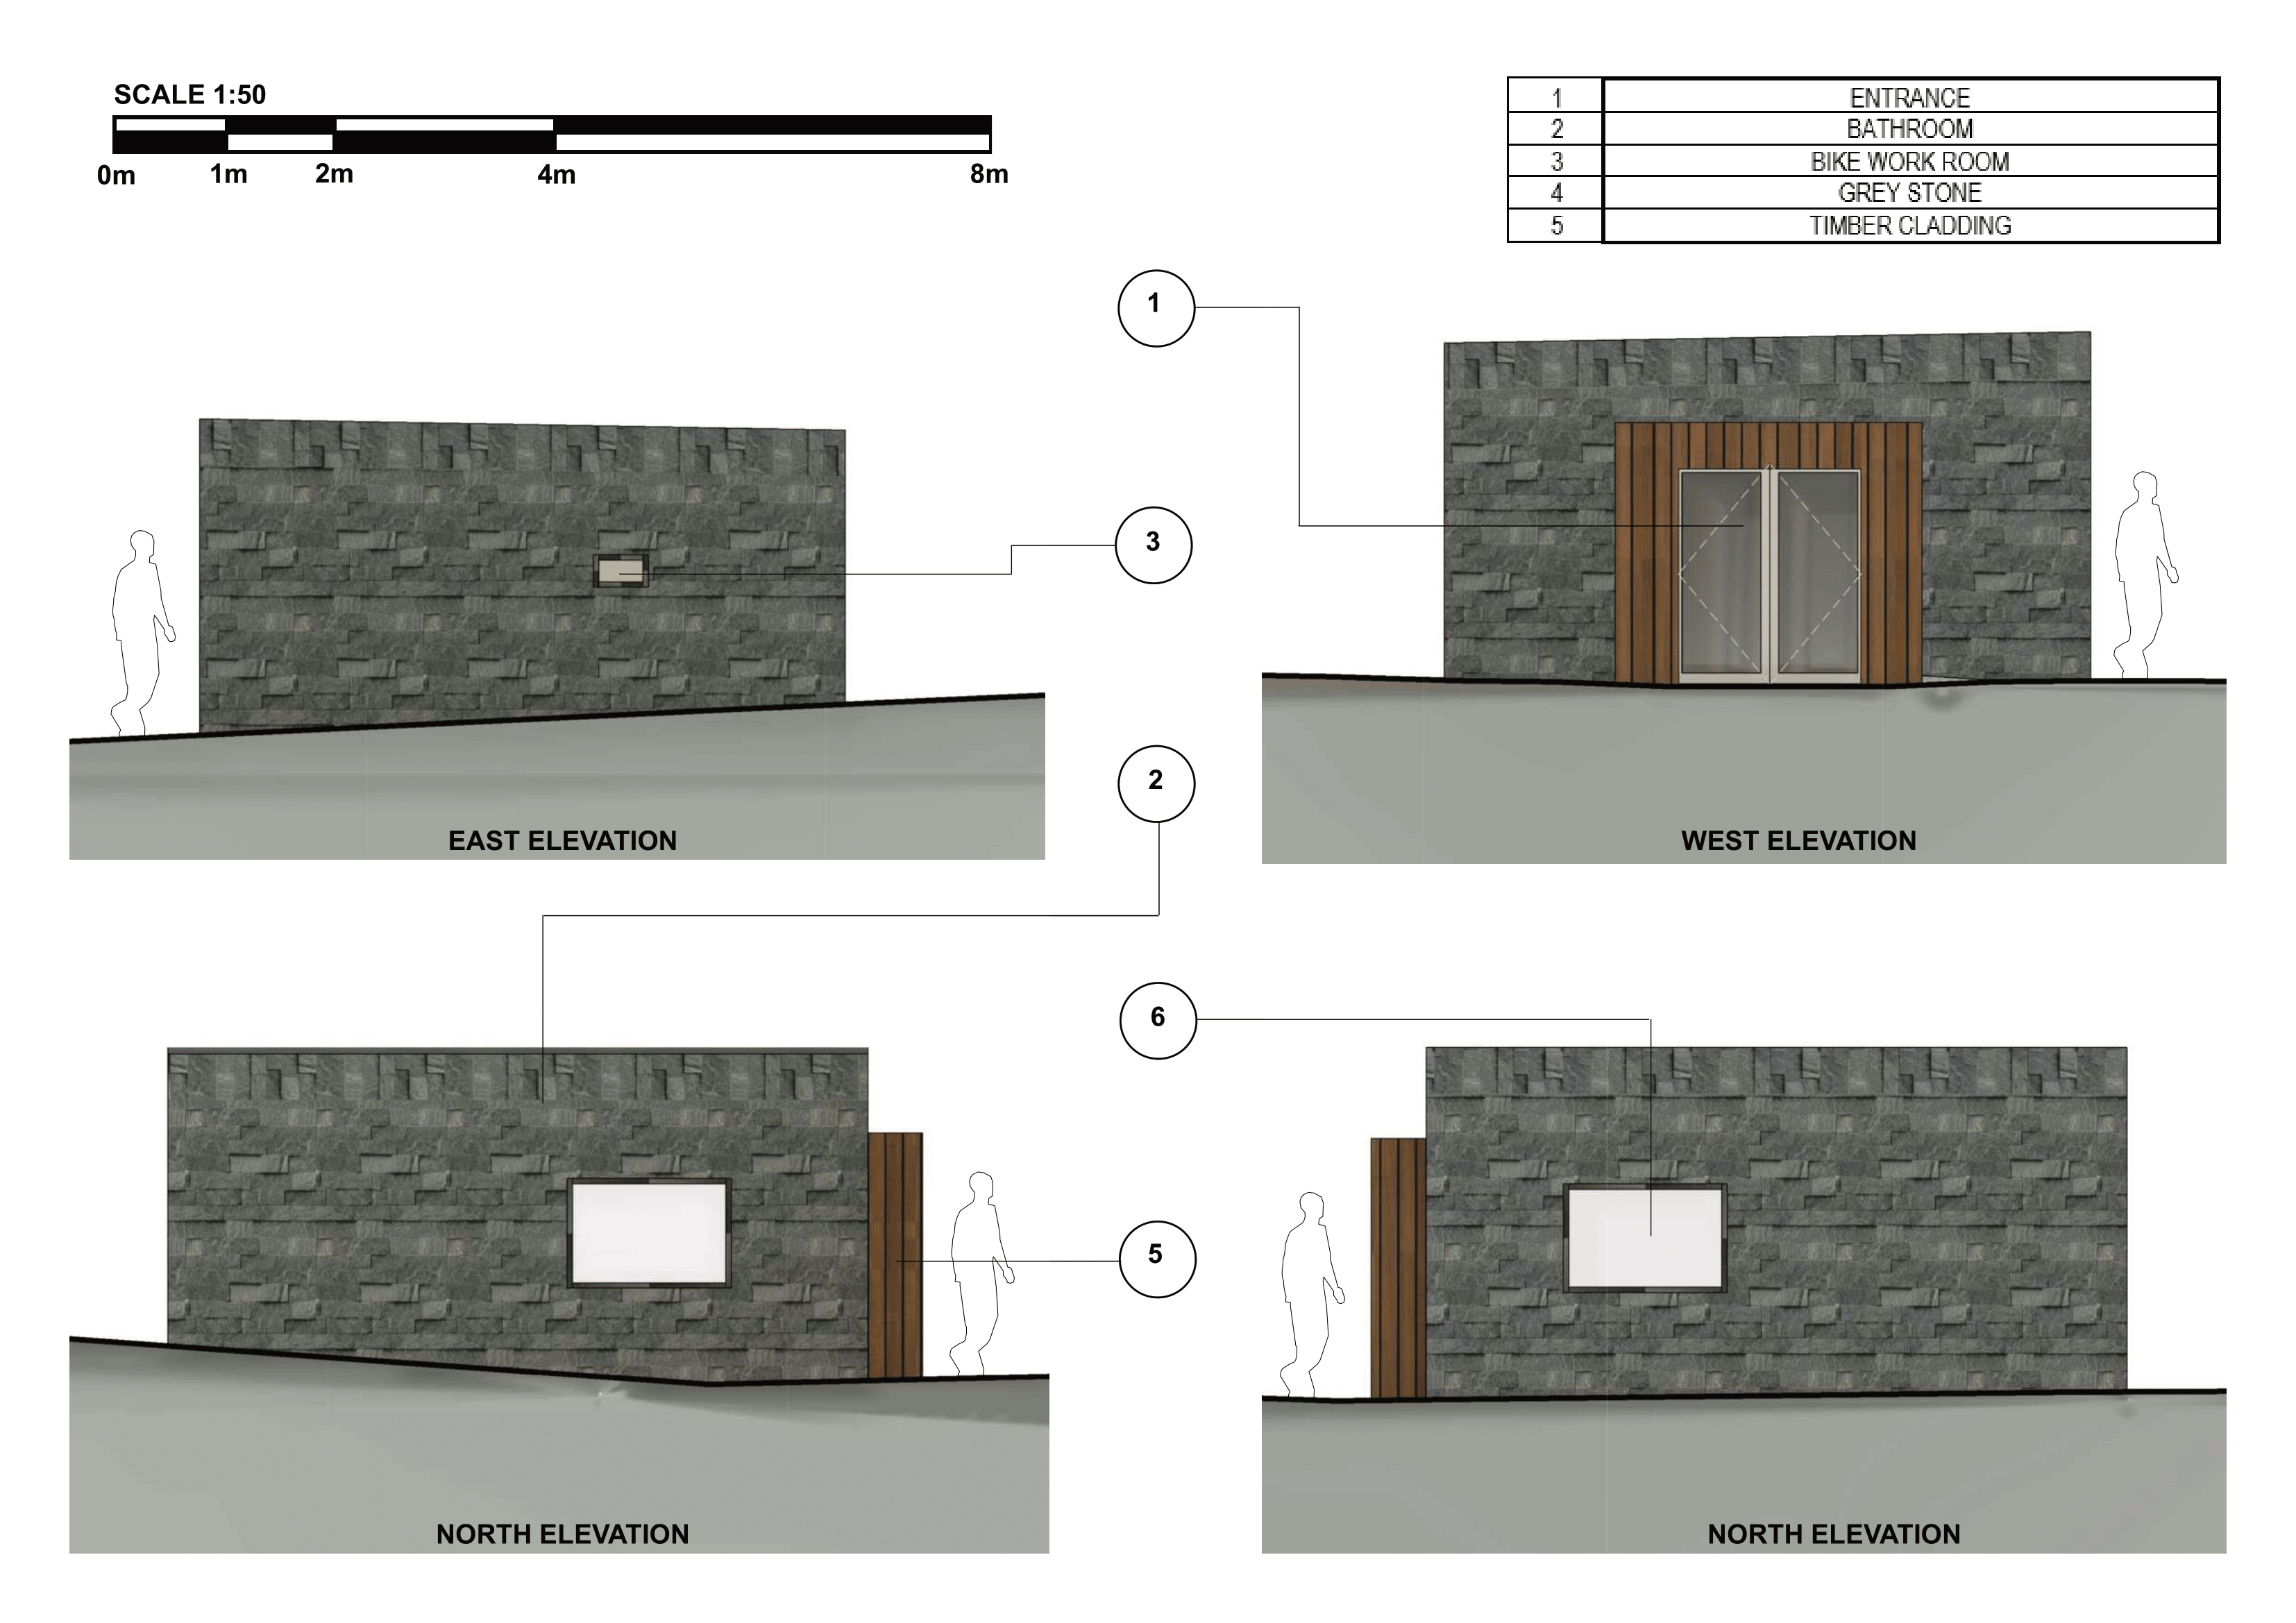 SCALE 1:50
0m 1m 2m 4m 8m
1 ENTRANCE
2 BATHROOM
3 BIKE WORK ROOM
4 GREY STONE
5 TIMBER CLADDING
1
3
2
EAST ELEVATION
WEST ELEVATION
6
5
NORTH ELEVATION
NORTH ELEVATION